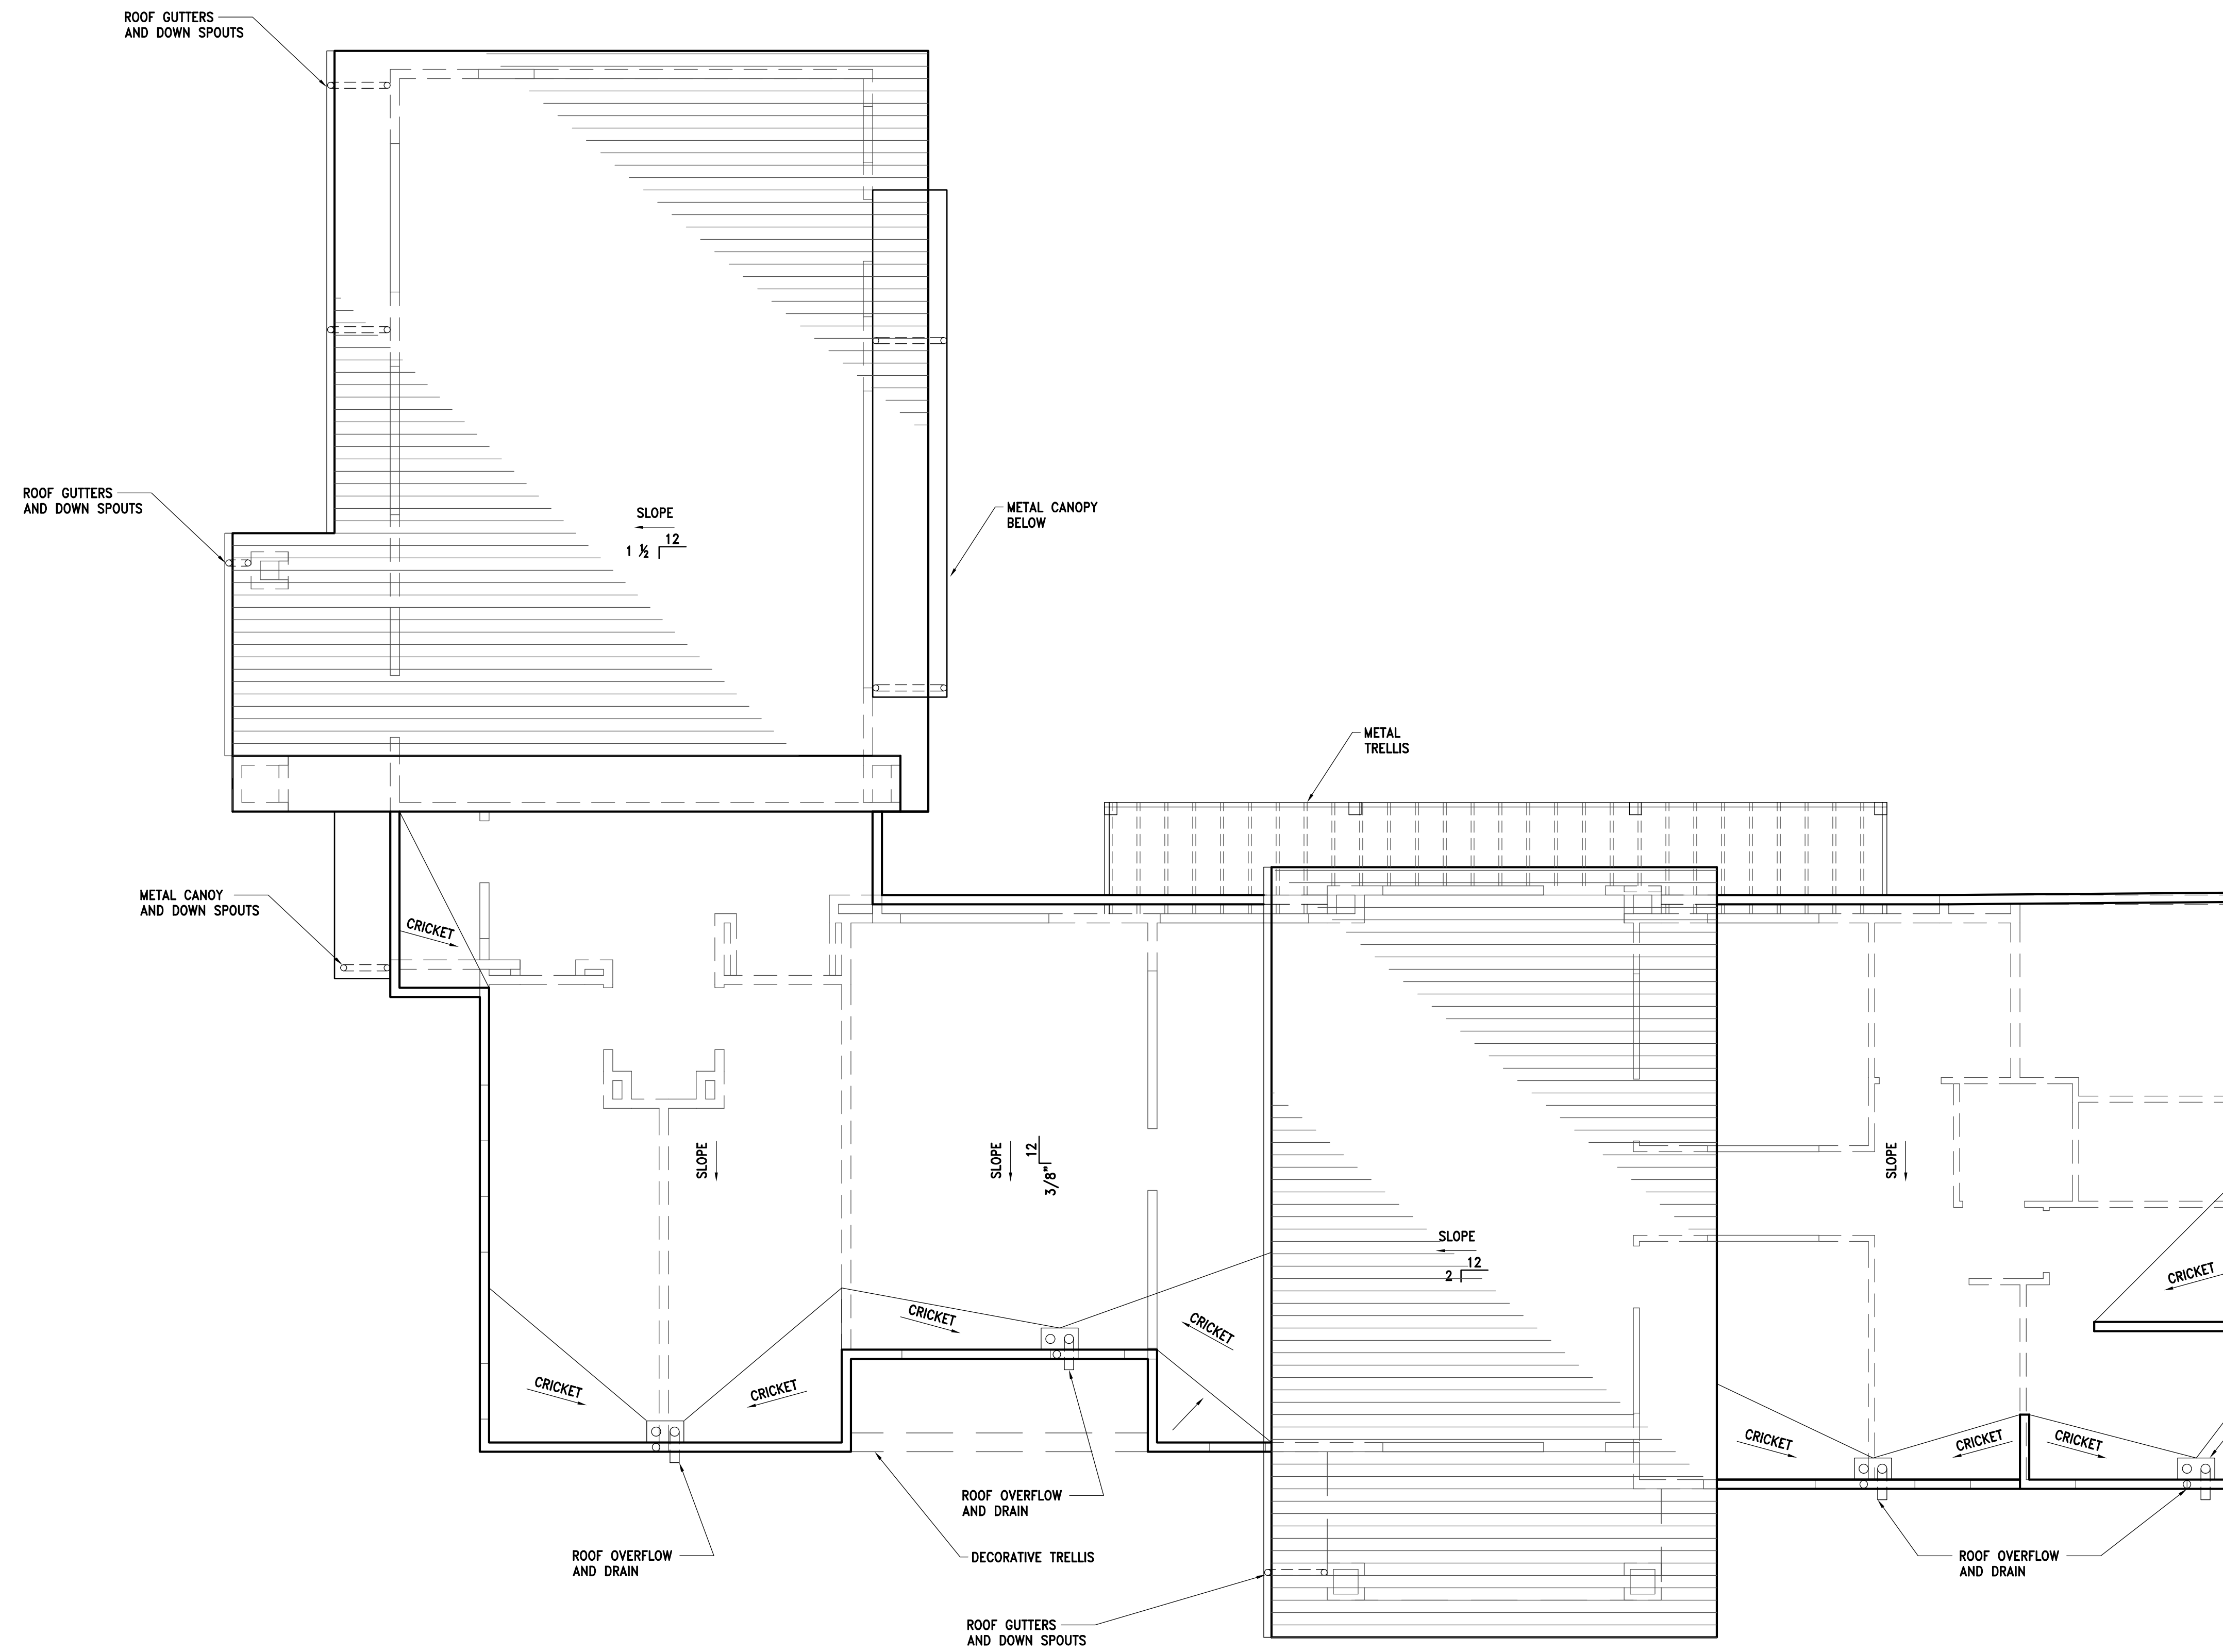 ROOF GUTTERS
AND DOWN SPOUTS
ROOF GUTTERS
AND DOWN SPOUTS
SLOPE
12
1 ½
METAL CANOPY
BELOW
METAL
TRELLIS
METAL CANOY
AND DOWN SPOUTS
CRICKET
SLOPE
SLOPE
12
3/8"
SLOPE
SLOPE
12
2
CRICKET
CRICKET
CRICKET
CRICKET
CRICKET
CRICKET
CRICKET
CRICKET
ROOF OVERFLOW
AND DRAIN
DECORATIVE TRELLIS
ROOF OVERFLOW
AND DRAIN
ROOF OVERFLOW
AND DRAIN
ROOF GUTTERS
AND DOWN SPOUTS